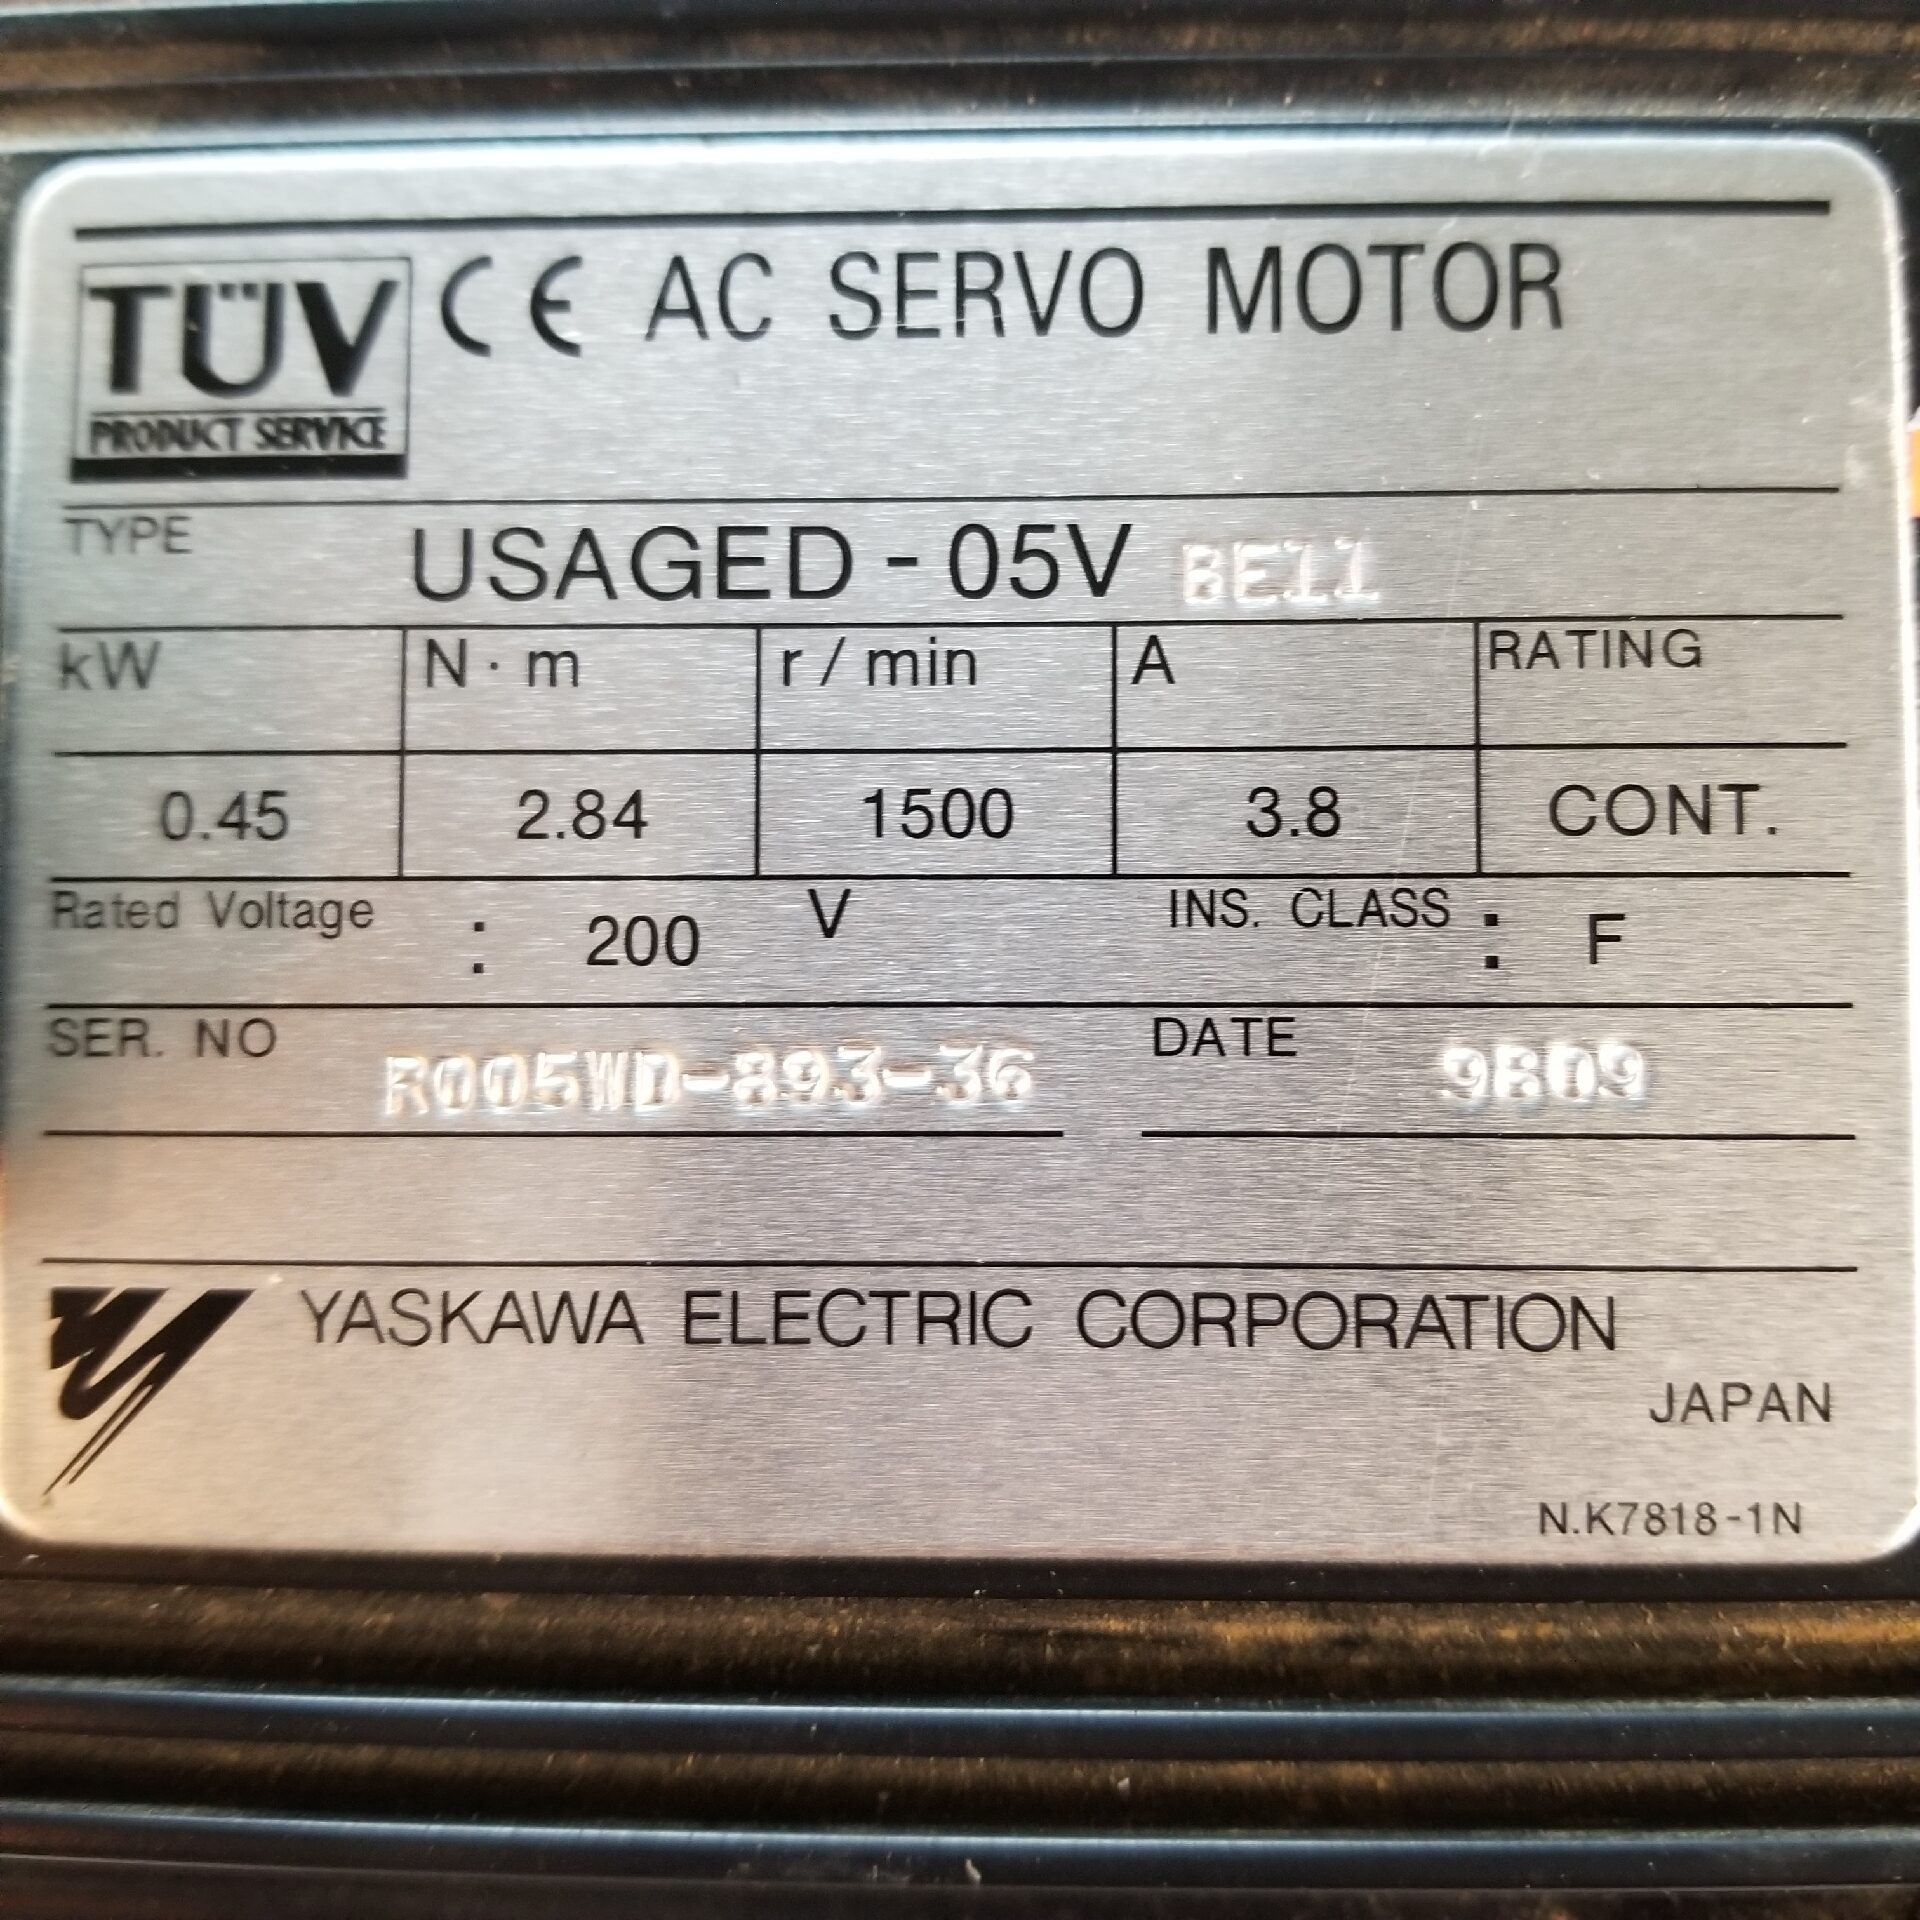 TÜV
PRODUCT SERVICE
CE AC SERVO MOTOR
TYPE USAGED-05V BE11
kW N·m r/min A RATING
0.45 2.84 1500 3.8 CONT.
Rated Voltage : 200 V INS. CLASS : F
SER. NO R005WD-893-36 DATE 9809
YASKAWA ELECTRIC CORPORATION
JAPAN
N.K7818-1N